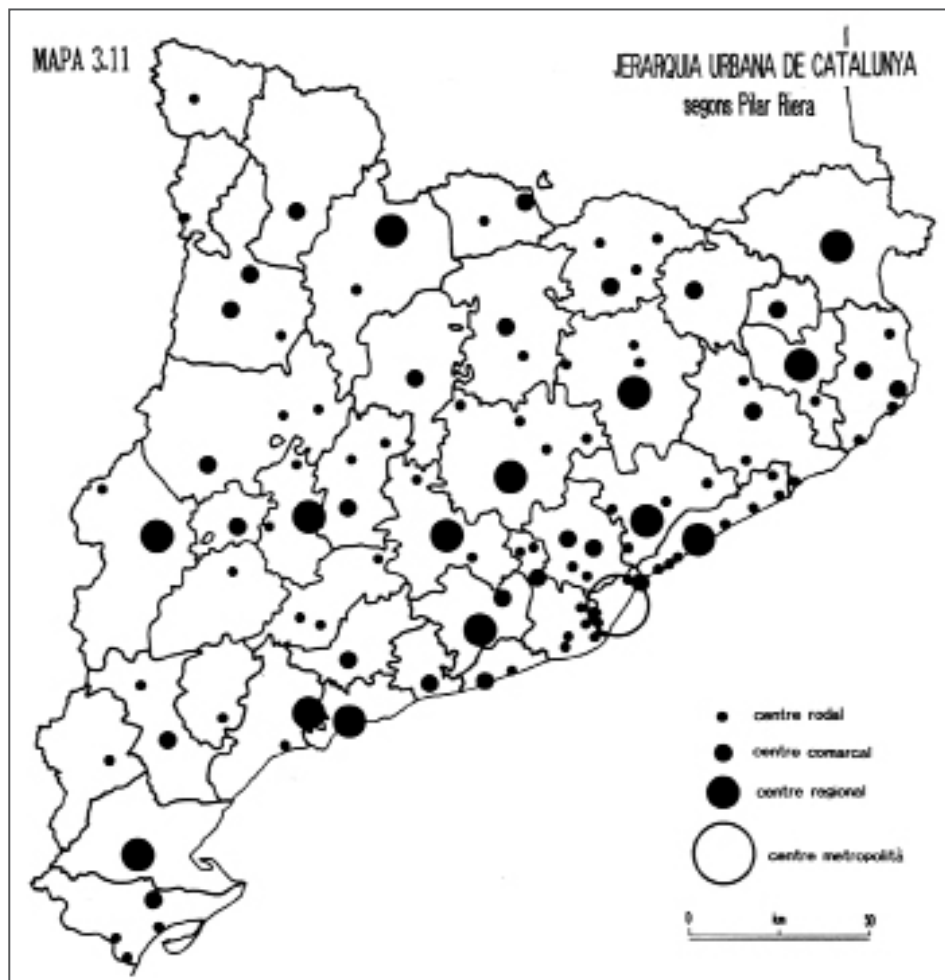 MAPA 3.11
JERARQUIA URBANA DE CATALUNYA
segons Pilar Riera
centre rodal
centre comarcal
centre regional
centre metropolità
0 km 50